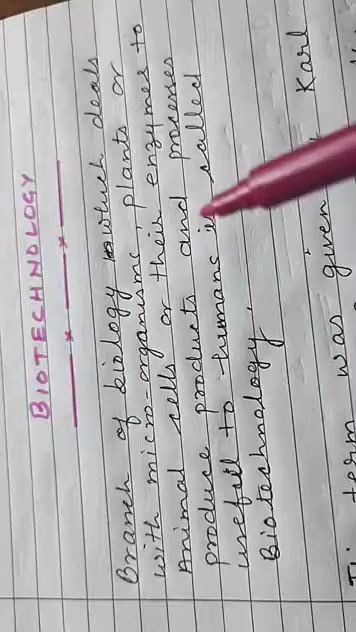 BIOTECHNOLOGY
Branch of biology which deals
with micro-organisms, plants or
Animal cells or their enzymes to
produce products and processes
useful to humans is called
Biotechnology.
term was given Karl